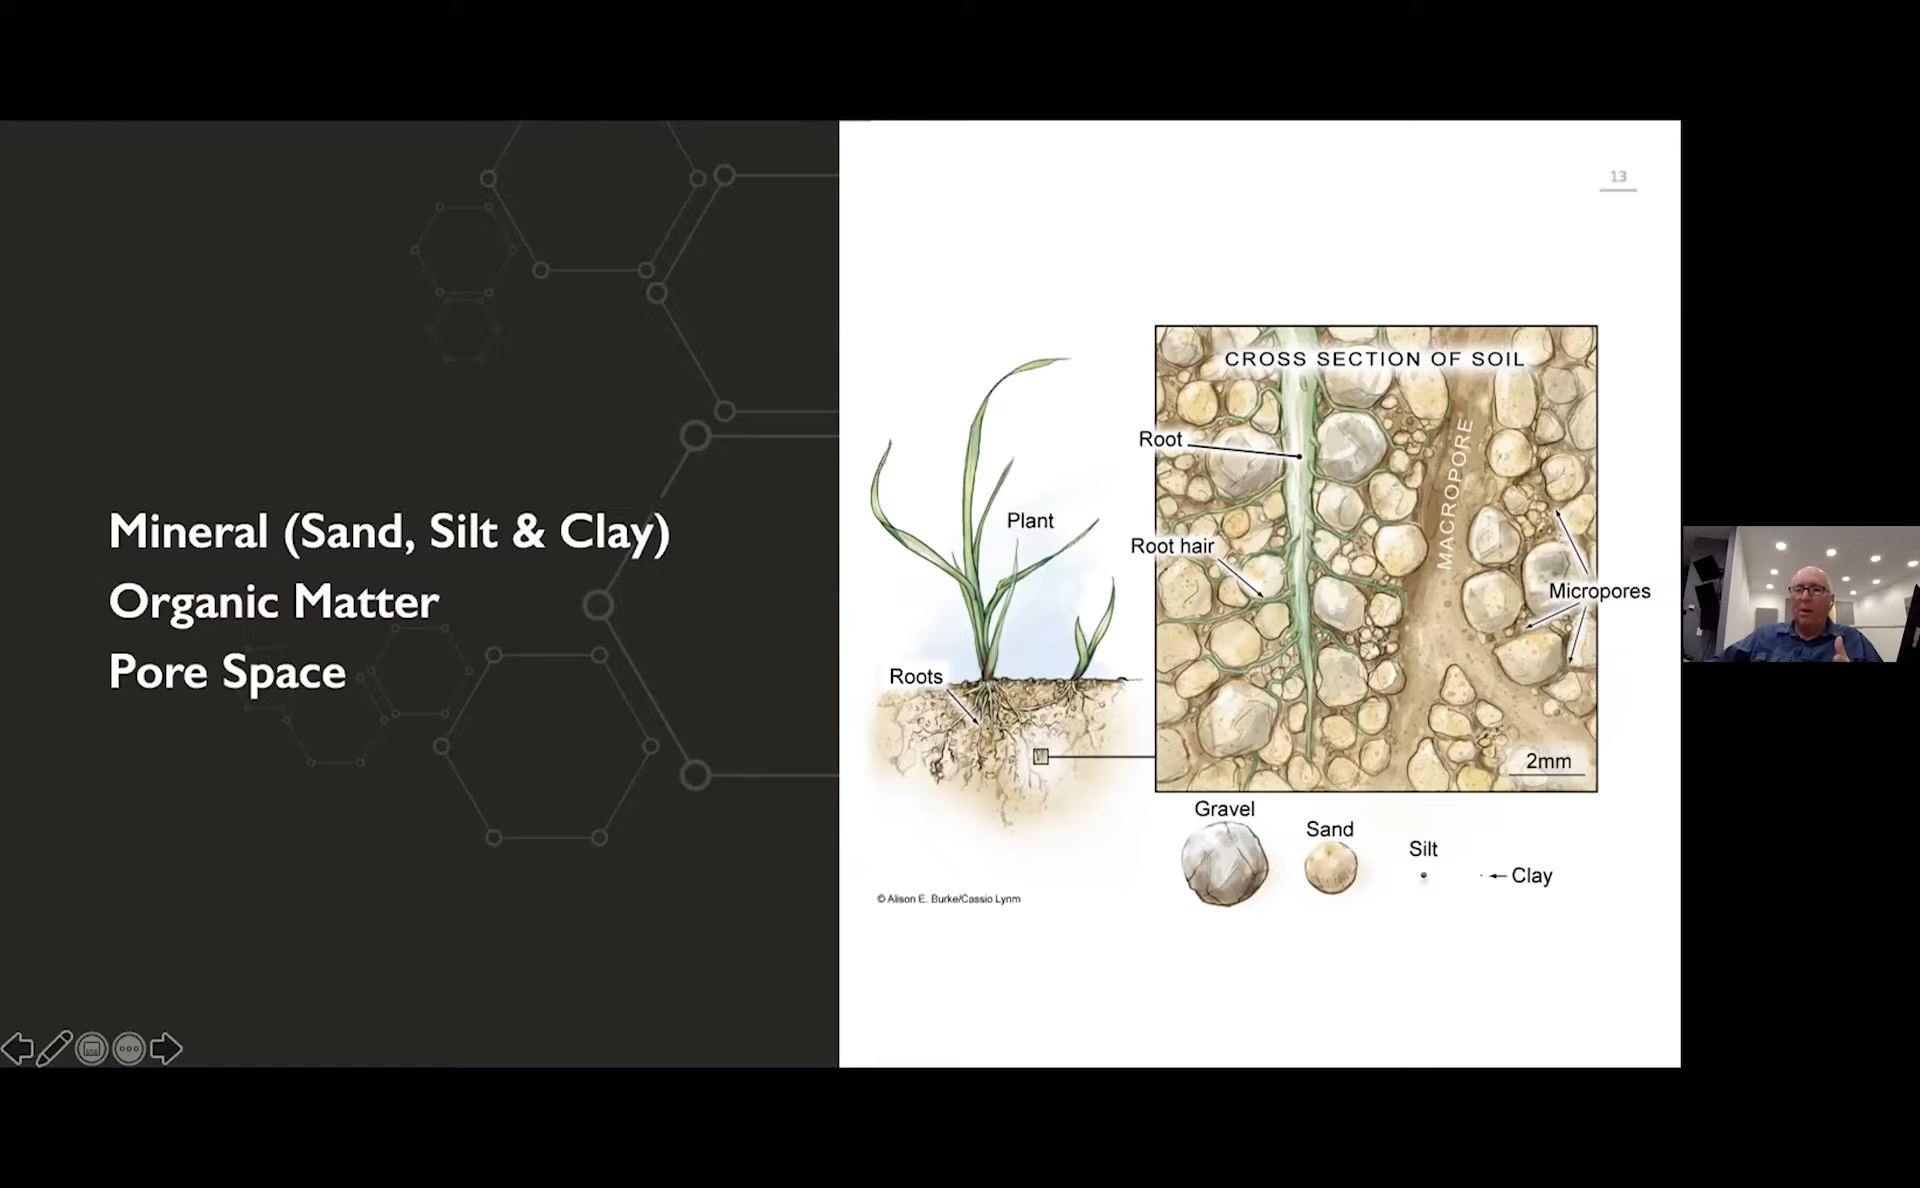 Mineral (Sand, Silt & Clay)
Organic Matter
Pore Space
13
CROSS SECTION OF SOIL
Root
MACROPORE
Plant
Root hair
Micropores
Roots
2mm
Gravel
Sand
Silt
Clay
© Alison E. Burke/Cassio Lynm